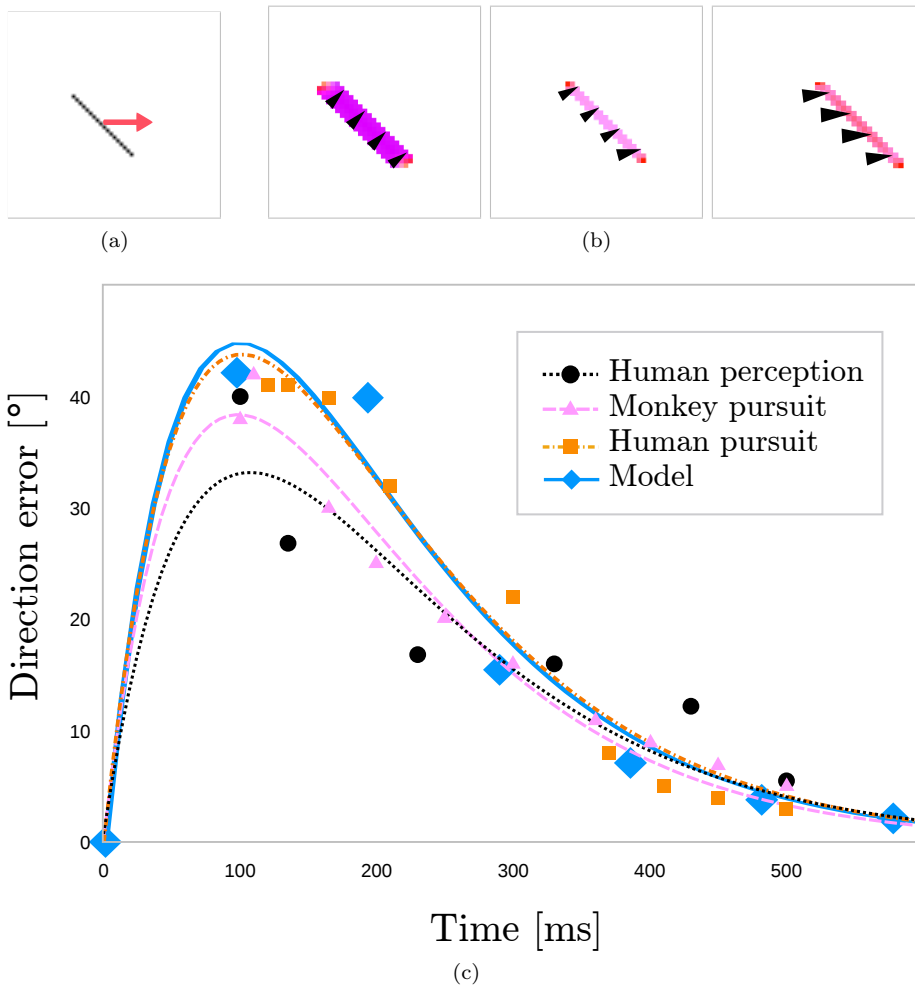 (a)
(b)
Direction error [°]
40
30
20
10
0
Human perception
Monkey pursuit
Human pursuit
Model
0 100 200 300 400 500
Time [ms]
(c)